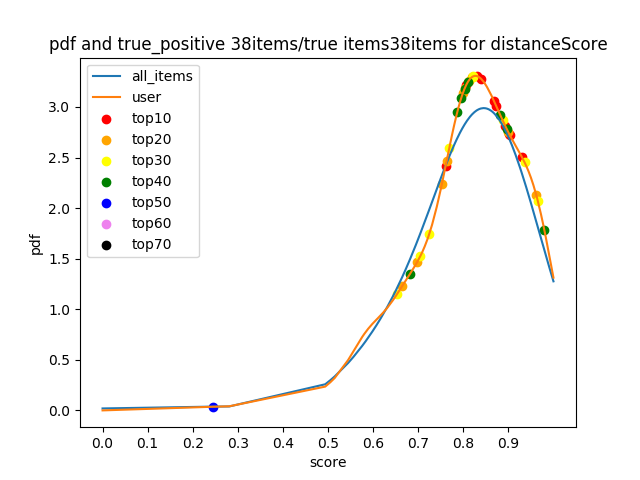 pdf and true_positive 38items/true items38items for distanceScore
all_items
user
top10
top20
top30
top40
top50
top60
top70
pdf
3.0
2.5
2.0
1.5
1.0
0.5
0.0
0.0 0.1 0.2 0.3 0.4 0.5 0.6 0.7 0.8 0.9
score